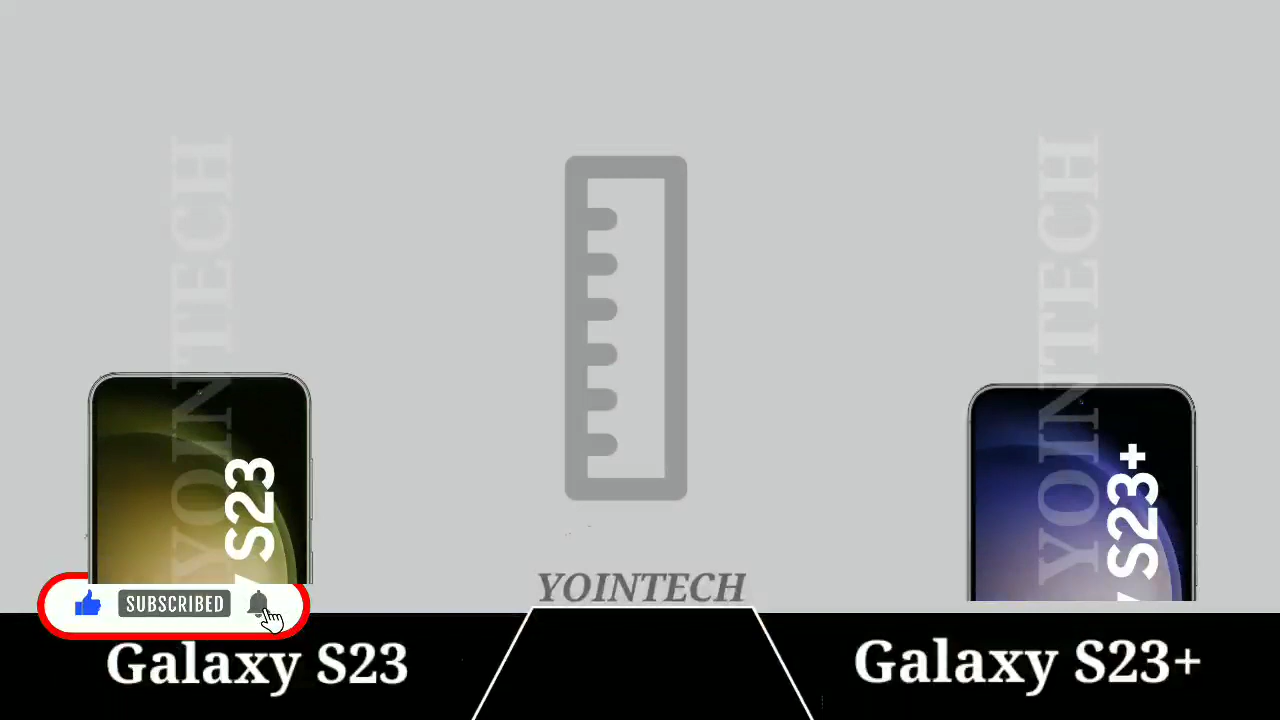 YOINTECH
YOINTECH
S23
S23+
YOINTECH
SUBSCRIBED
Galaxy S23
Galaxy S23+